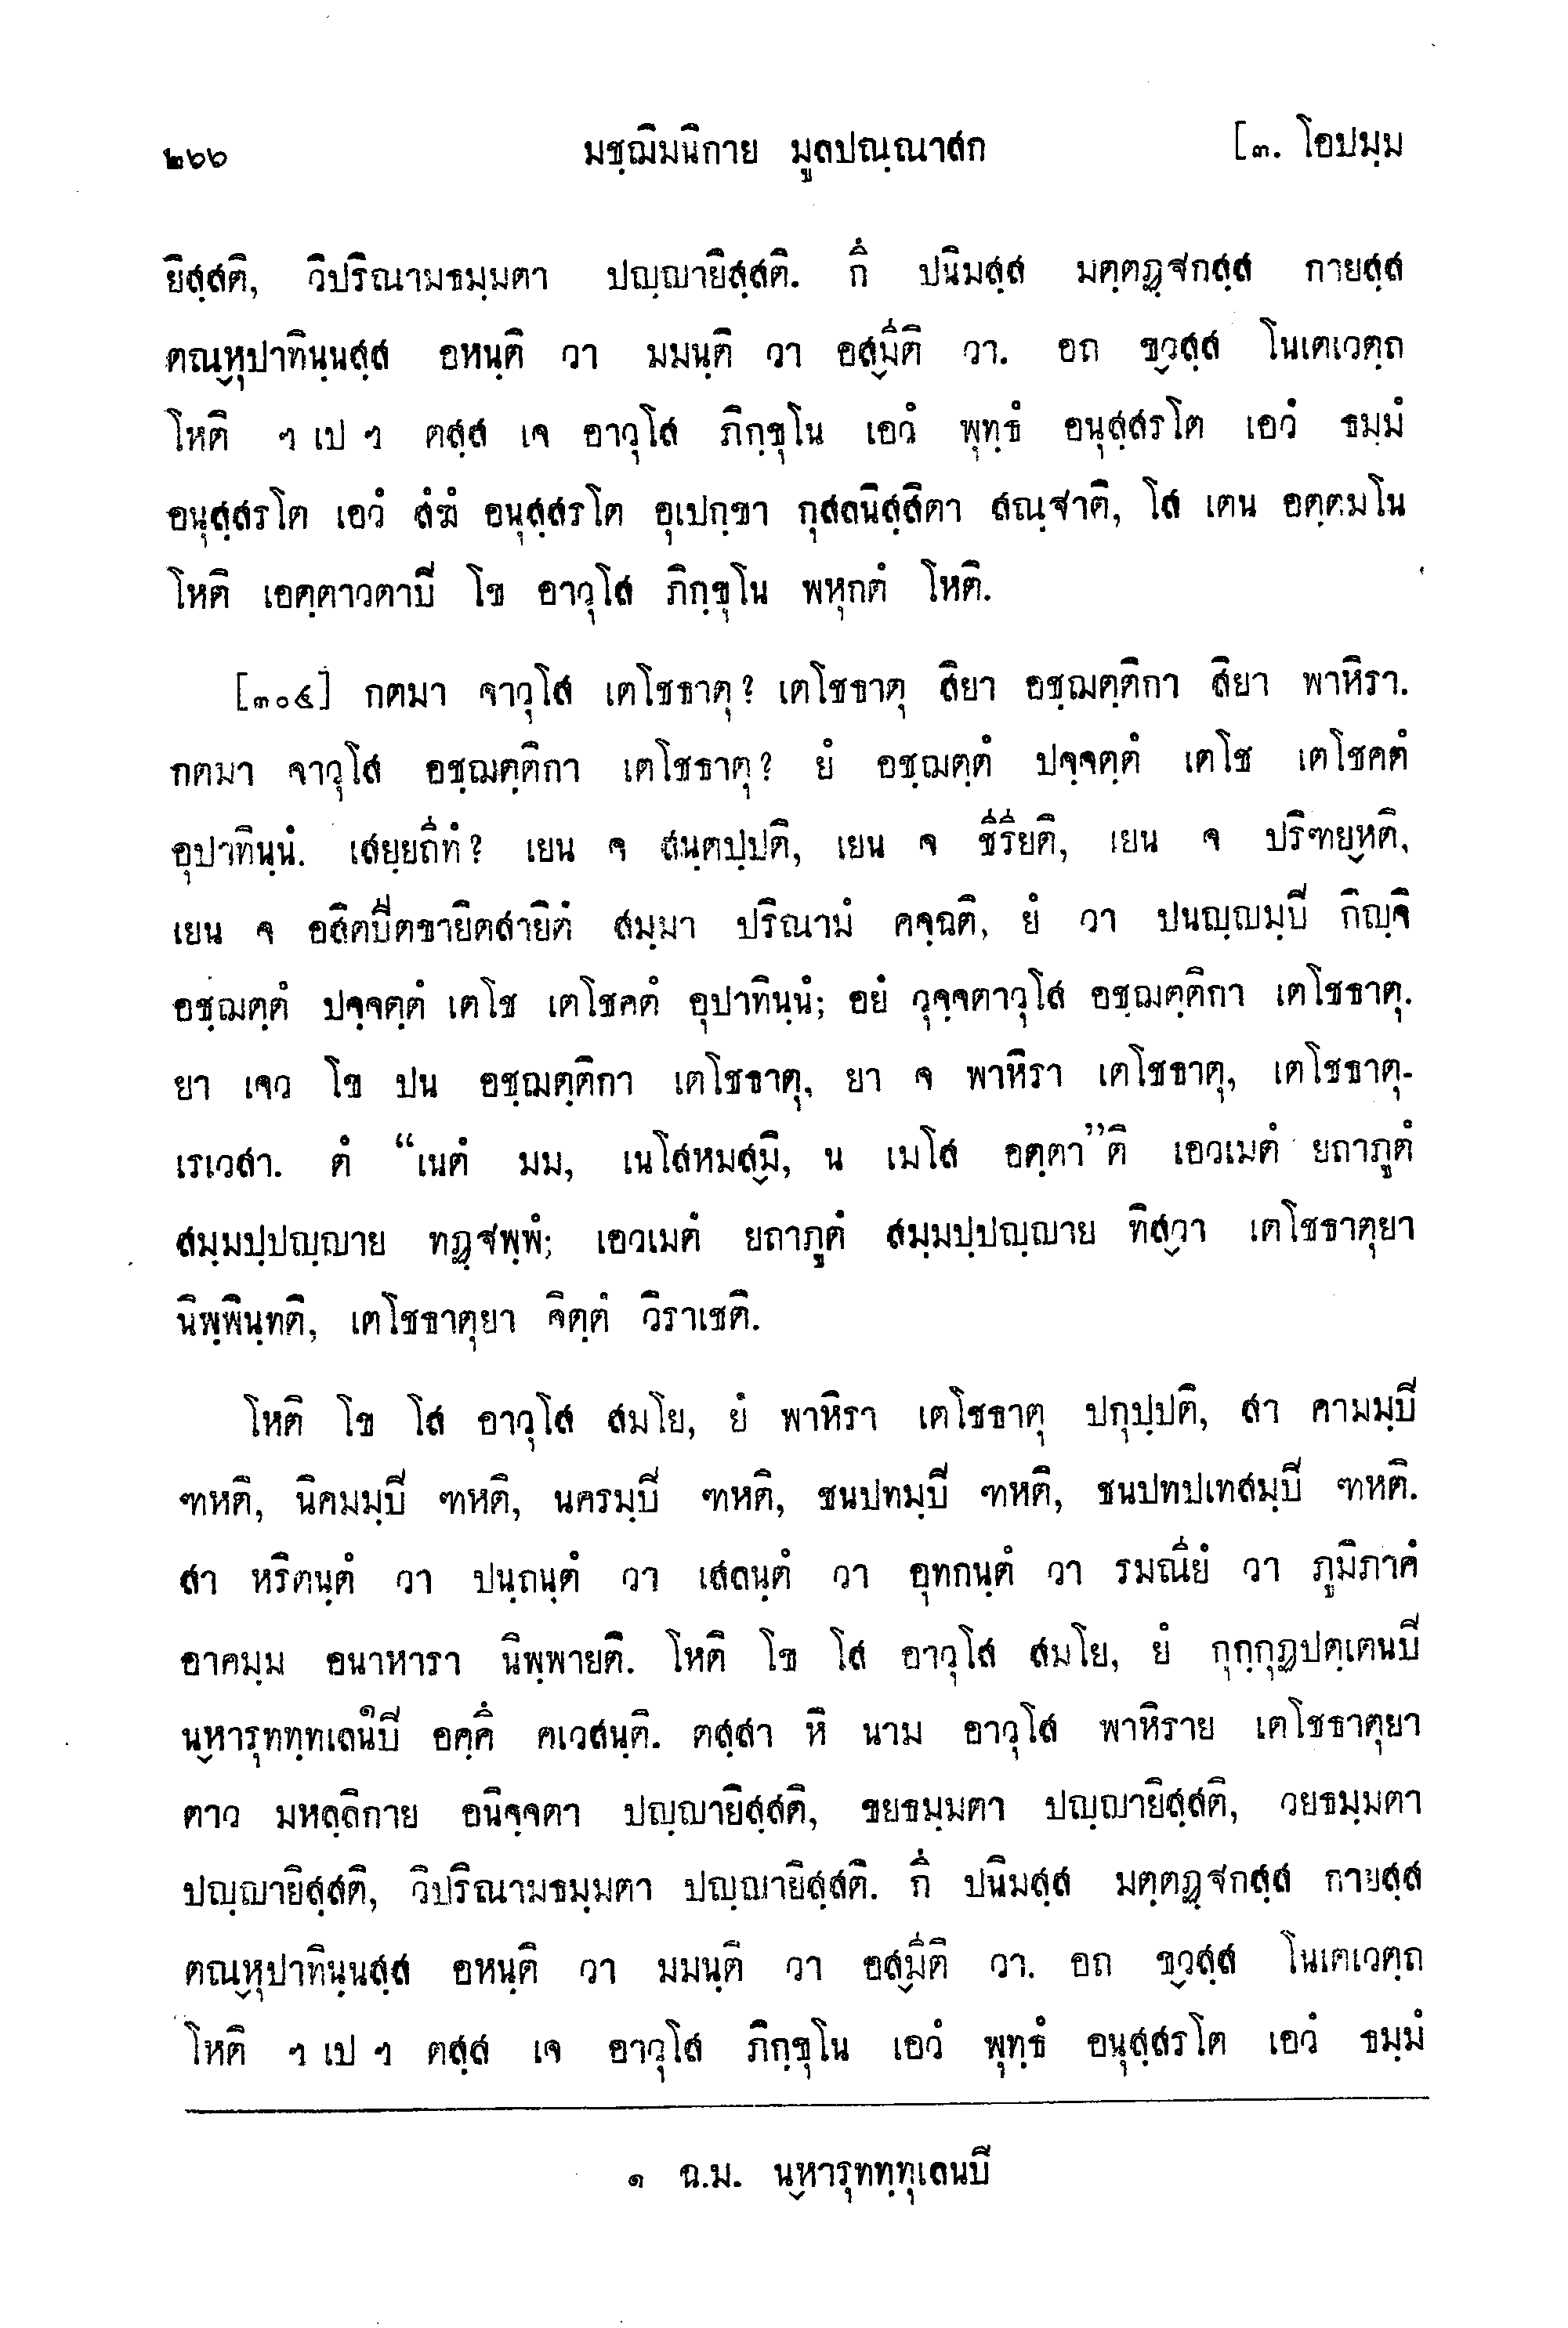 ๒๖๖ มชฺฌิมนิกาย มูลปณฺณาสก [๓. โอปมฺม
ยิสฺสติ, วิปริณามธมฺมตา ปญฺญายิสฺสติ. กึ ปนิมสฺส มตฺตฏฺฐกสฺส กายสฺส
ตณฺหุปาทินฺนสฺส อหนฺติ วา มมนฺติ วา อสฺมีติ วา. อถ ขฺวสฺส โนเตเวตฺถ
โหติ ฯ เป ฯ ตสฺส เจ อาวุโส ภิกฺขุโน เอวํ พุทฺธํ อนุสฺสรโต เอวํ ธมฺมํ
อนุสฺสรโต เอวํ สํฆํ อนุสฺสรโต อุเปกฺขา กุสลนิสฺสิตา สณฺฐาติ, โส เตน อตฺตมโน
โหติ เอตฺตาวตาปิ โข อาวุโส ภิกฺขุโน พหุกตํ โหติ.
[๓๐๕] กตมา จาวุโส เตโชธาตุ? เตโชธาตุ สิยา อชฺฌตฺติกา สิยา พาหิรา.
กตมา จาวุโส อชฺฌตฺติกา เตโชธาตุ? ยํ อชฺฌตฺตํ ปจฺจตฺตํ เตโช เตโชคตํ
อุปาทินฺนํ. เสยฺยถีทํ? เยน จ สนฺตปฺปติ, เยน จ ชีรียติ, เยน จ ปริฑยฺหติ,
เยน จ อสิตปีตขายิตสายิตํ สมฺมา ปริณามํ คจฺฉติ, ยํ วา ปนญฺญมฺปิ กิญฺจิ
อชฺฌตฺตํ ปจฺจตฺตํ เตโช เตโชคตํ อุปาทินฺนํ; อยํ วุจฺจตาวุโส อชฺฌตฺติกา เตโชธาตุ.
ยา เจว โข ปน อชฺฌตฺติกา เตโชธาตุ, ยา จ พาหิรา เตโชธาตุ, เตโชธาตุ-
เรเวสา. ตํ “เนตํ มม, เนโสหมสฺมิ, น เมโส อตฺตา”ติ เอวเมตํ ยถาภูตํ
สมฺมปฺปญฺญาย ทฏฺฐพฺพํ; เอวเมตํ ยถาภูตํ สมฺมปฺปญฺญาย ทิสฺวา เตโชธาตุยา
นิพฺพินฺทติ, เตโชธาตุยา จิตฺตํ วิราเชติ.
โหติ โข โส อาวุโส สมโย, ยํ พาหิรา เตโชธาตุ ปกุปฺปติ, สา คามมฺปิ
ฑหติ, นิคมมฺปิ ฑหติ, นครมฺปิ ฑหติ, ชนปทมฺปิ ฑหติ, ชนปทปเทสมฺปิ ฑหติ.
สา หริตนฺตํ วา ปนฺถนฺตํ วา เสลนฺตํ วา อุทกนฺตํ วา รมณียํ วา ภูมิภาคํ
อาคมฺม อนาหารา นิพฺพายติ. โหติ โข โส อาวุโส สมโย, ยํ กุกฺกุฏปตฺเตนปิ
นฺหารุททฺทเลน๑ปิ อคฺคึ คเวสนฺติ. ตสฺสา หิ นาม อาวุโส พาหิราย เตโชธาตุยา
ตาว มหลฺลิกาย อนิจฺจตา ปญฺญายิสฺสติ, ขยธมฺมตา ปญฺญายิสฺสติ, วยธมฺมตา
ปญฺญายิสฺสติ, วิปริณามธมฺมตา ปญฺญายิสฺสติ. กึ ปนิมสฺส มตฺตฏฺฐกสฺส กายสฺส
ตณฺหุปาทินฺนสฺส อหนฺติ วา มมนฺติ วา อสฺมีติ วา. อถ ขฺวสฺส โนเตเวตฺถ
โหติ ฯ เป ฯ ตสฺส เจ อาวุโส ภิกฺขุโน เอวํ พุทฺธํ อนุสฺสรโต เอวํ ธมฺมํ
๑ ฉ.ม. นฺหารุททฺทุเลนปิ